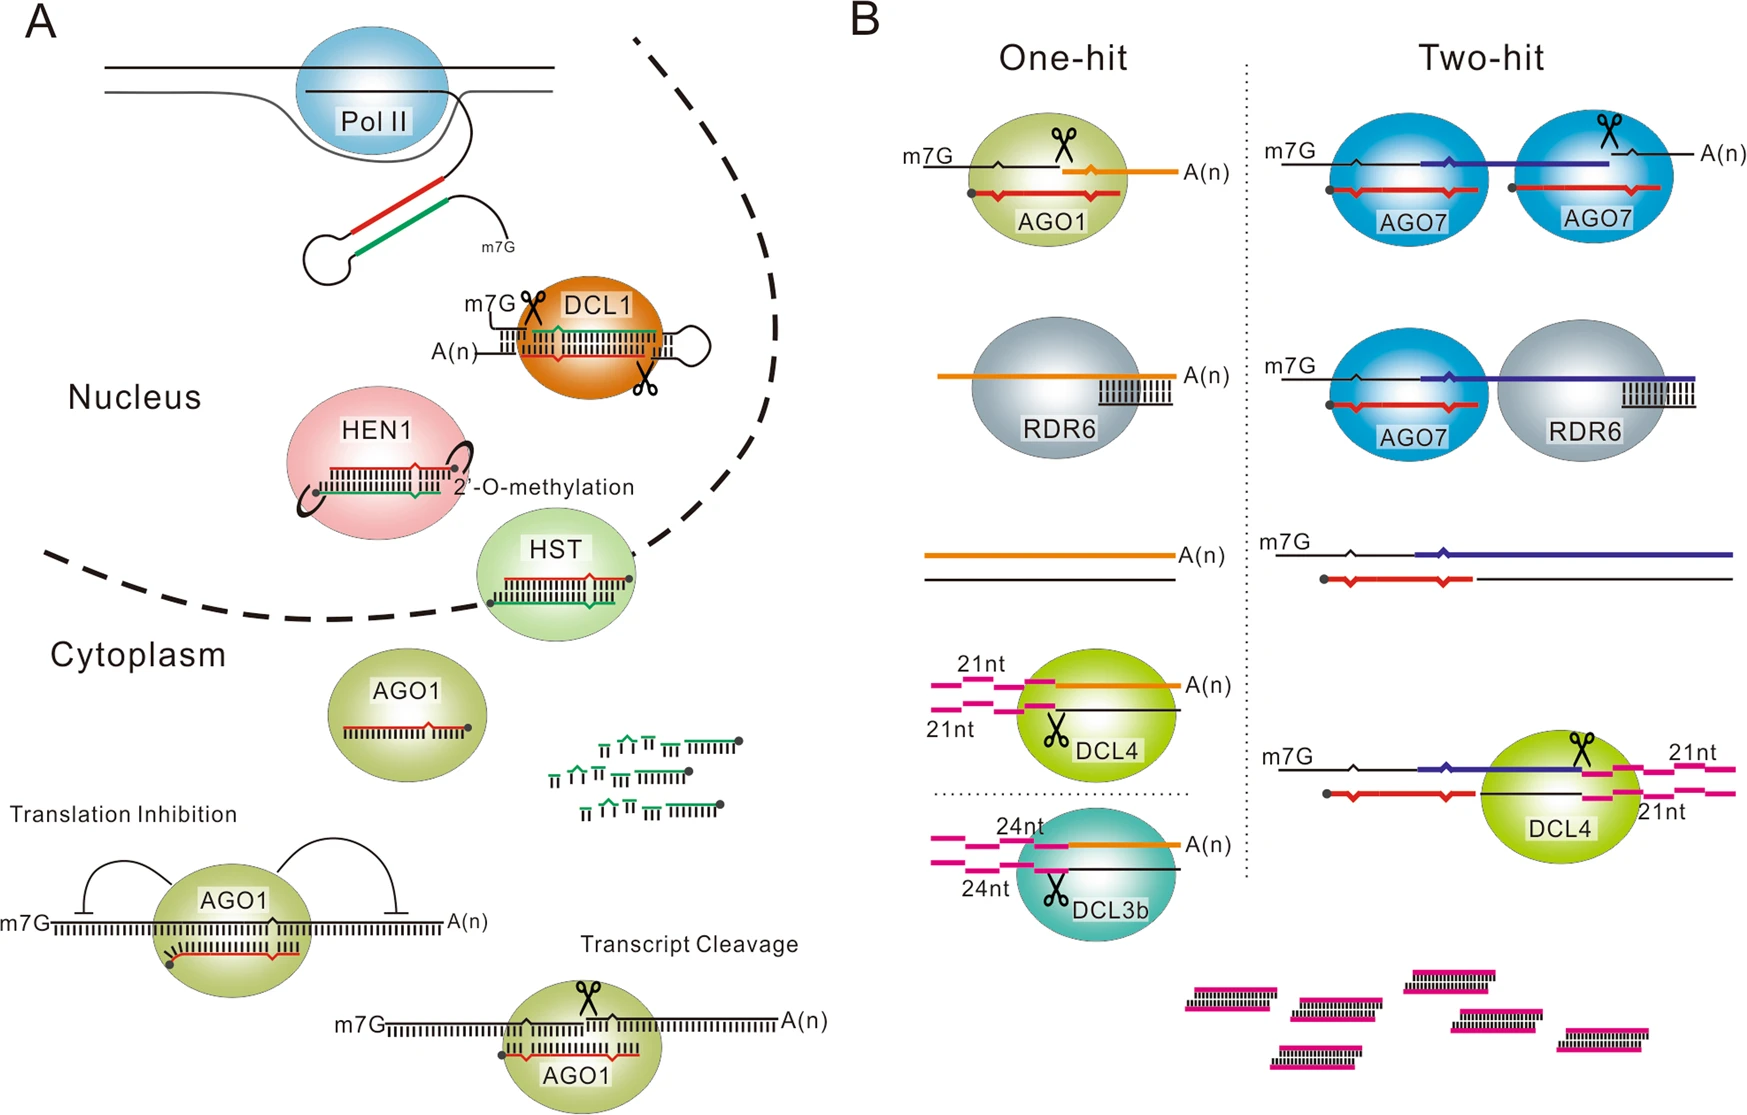 A
Pol II
m7G
m7G
DCL1
A(n)
Nucleus
HEN1
2'-O-methylation
HST
Cytoplasm
AGO1
Translation Inhibition
AGO1
m7G
A(n)
Transcript Cleavage
m7G
A(n)
AGO1
B
One-hit
Two-hit
m7G
A(n)
AGO1
m7G
A(n)
AGO7
AGO7
A(n)
RDR6
m7G
AGO7
RDR6
A(n)
m7G
21nt
A(n)
21nt
DCL4
24nt
A(n)
24nt
DCL3b
m7G
21nt
21nt
DCL4